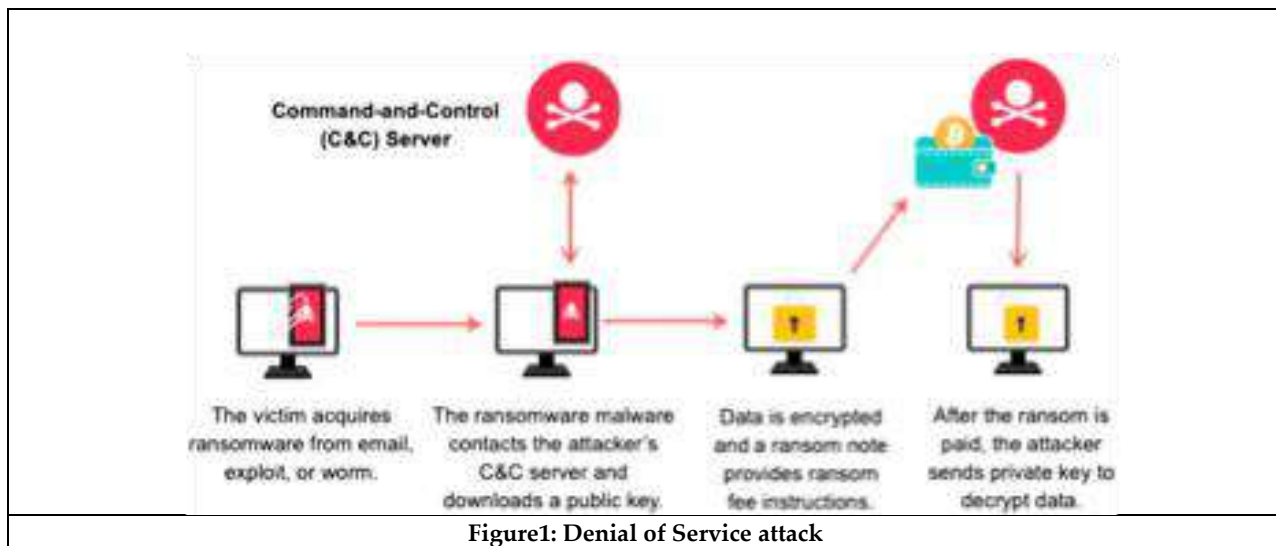 Command-and-Control
(C&C) Server
The victim acquires
ransomware from email,
exploit, or worm.
The ransomware malware
contacts the attacker's
C&C server and
downloads a public key.
Data is encrypted
and a ransom note
provides ransom
fee instructions.
After the ransom is
paid, the attacker
sends private key to
decrypt data.
Figure1: Denial of Service attack